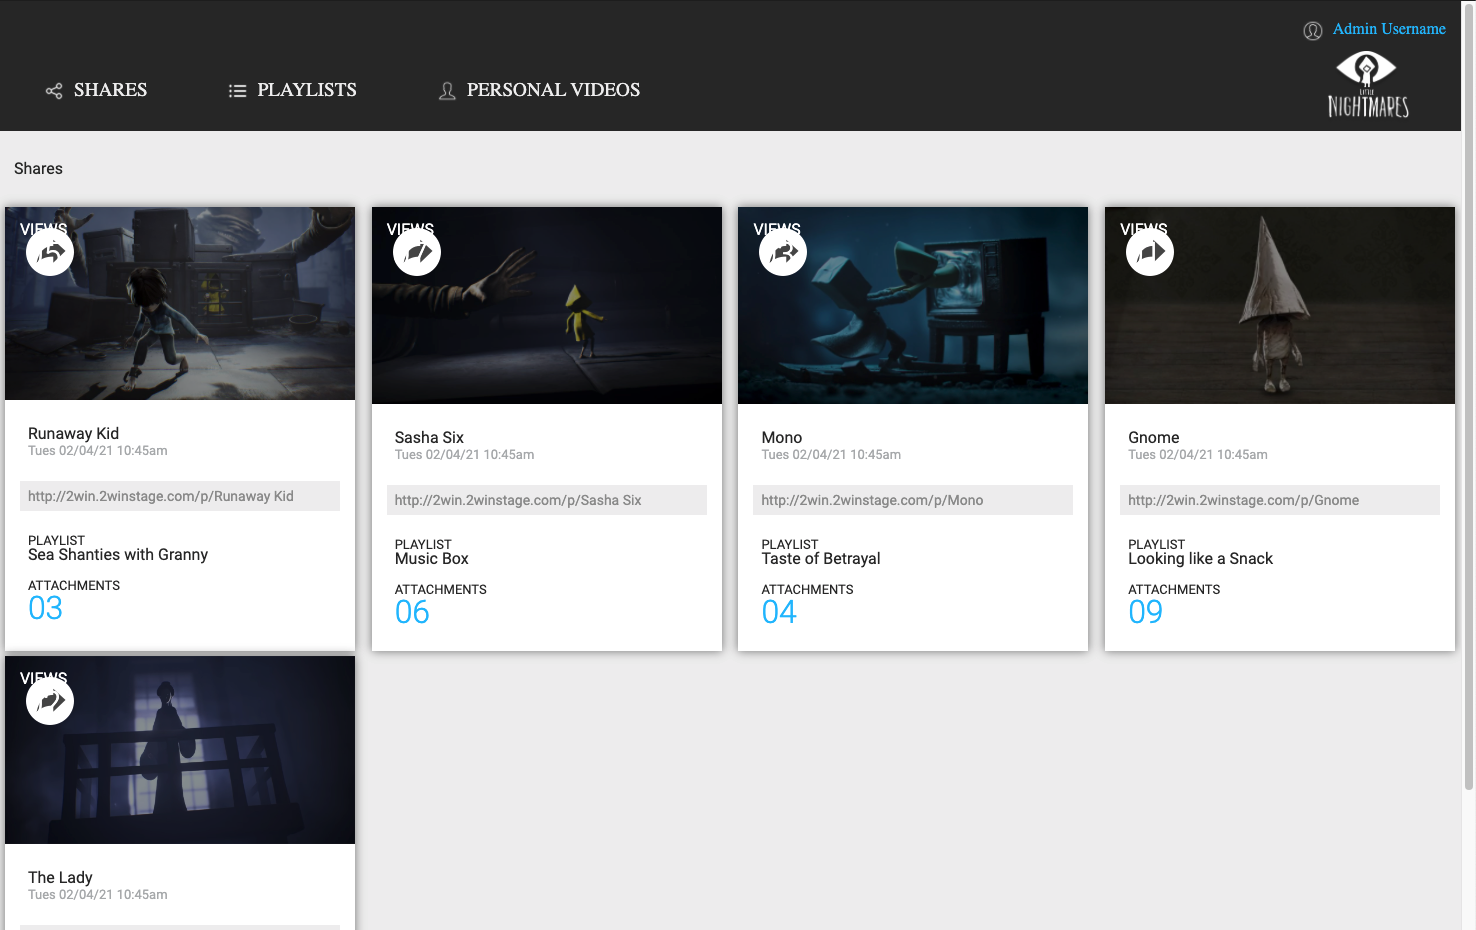 Admin Username
SHARES
PLAYLISTS
PERSONAL VIDEOS
LITTLE
NIGHTMARES
Shares
VIEWS
Runaway Kid
Tues 02/04/21 10:45am
http://2win.2winstage.com/p/Runaway Kid
PLAYLIST
Sea Shanties with Granny
ATTACHMENTS
03
VIEWS
Sasha Six
Tues 02/04/21 10:45am
http://2win.2winstage.com/p/Sasha Six
PLAYLIST
Music Box
ATTACHMENTS
06
VIEWS
Mono
Tues 02/04/21 10:45am
http://2win.2winstage.com/p/Mono
PLAYLIST
Taste of Betrayal
ATTACHMENTS
04
VIEWS
Gnome
Tues 02/04/21 10:45am
http://2win.2winstage.com/p/Gnome
PLAYLIST
Looking like a Snack
ATTACHMENTS
09
VIEWS
The Lady
Tues 02/04/21 10:45am